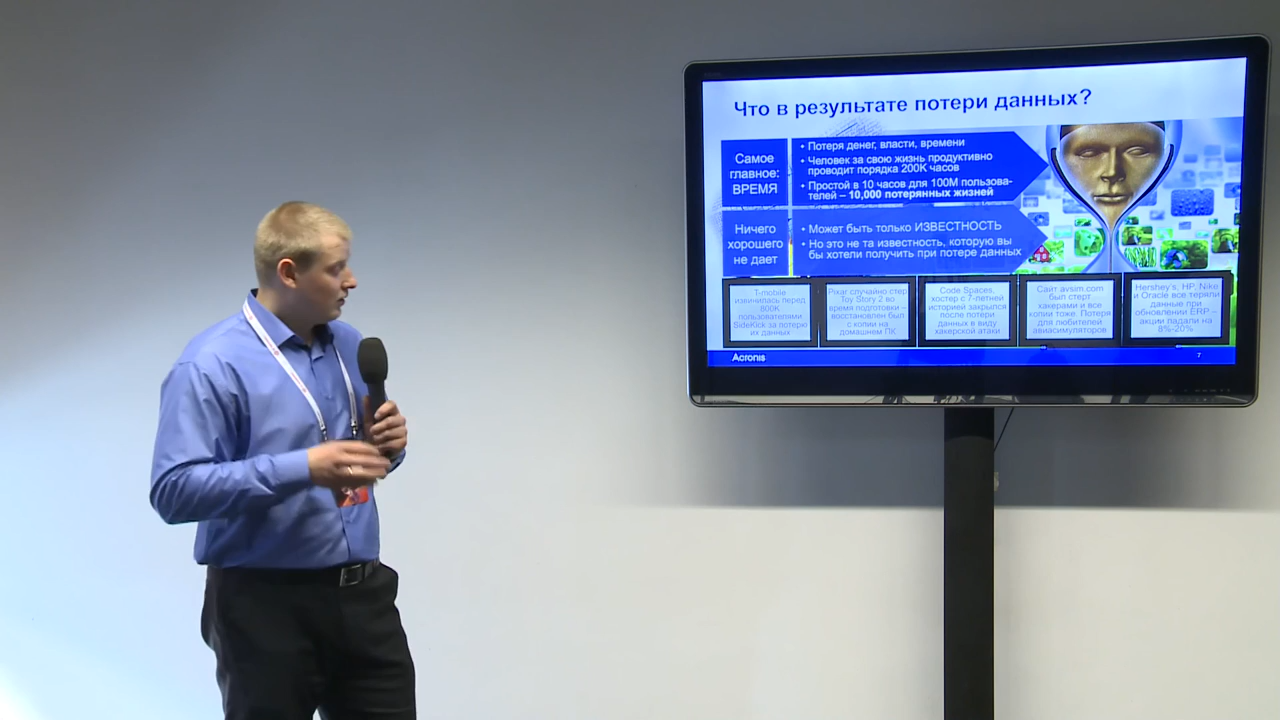 Что в результате потери данных?
Самое
главное:
ВРЕМЯ
• Потеря денег, власти, времени
• Человек за свою жизнь продуктивно
проводит порядка 200К часов
• Простой в 10 часов для 100М пользова-
телей – 10,000 потерянных жизней
Ничего
хорошего
не дает
• Может быть только ИЗВЕСТНОСТЬ
• Но это не та известность, которую вы
бы хотели получить при потере данных
T-mobile
извинилась перед
800K
пользователями
SideKick за потерю
их данных
Pixar случайно стер
Toy Story 2 во
время подготовки –
восстановлен был
с копии на
домашнем ПК
Code Spaces,
хостер с 7-летней
историей закрылся
после потери
данных в виду
хакерской атаки
Сайт avsim.com
был стерт
хакерами и все
копии тоже. Потеря
для любителей
авиасимуляторов
Hershey's, HP, Nike
и Oracle все теряли
данные при
обновлении ERP –
акции падали на
8%-20%
Acronis
7